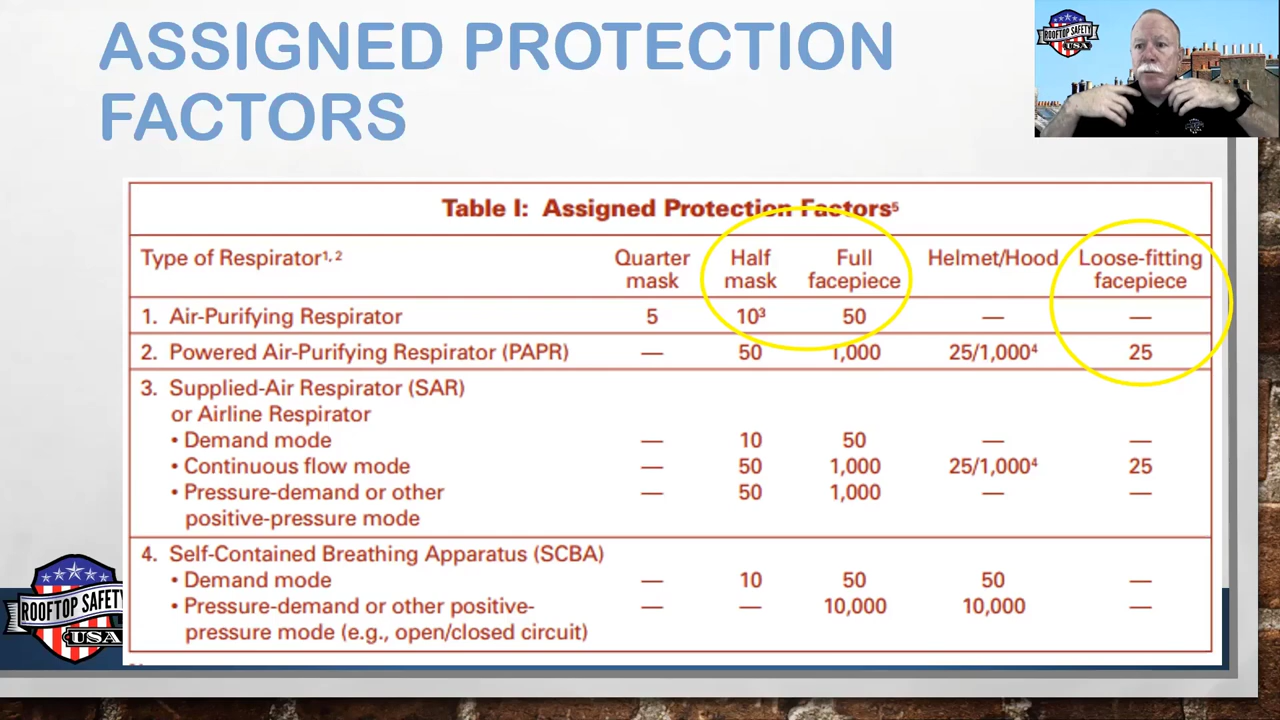 ASSIGNED PROTECTION
FACTORS
ROOFTOP SAFETY
USA
Table I: Assigned Protection Factors⁵
Type of Respirator¹,² Quarter mask Half mask Full facepiece Helmet/Hood Loose-fitting facepiece
1. Air-Purifying Respirator 5 10³ 50 — —
2. Powered Air-Purifying Respirator (PAPR) — 50 1,000 25/1,000⁴ 25
3. Supplied-Air Respirator (SAR)
or Airline Respirator
• Demand mode — 10 50 — —
• Continuous flow mode — 50 1,000 25/1,000⁴ 25
• Pressure-demand or other — 50 1,000 — —
positive-pressure mode
4. Self-Contained Breathing Apparatus (SCBA)
• Demand mode — 10 50 50 —
• Pressure-demand or other positive- — — 10,000 10,000 —
pressure mode (e.g., open/closed circuit)
ROOFTOP SAFETY
USA